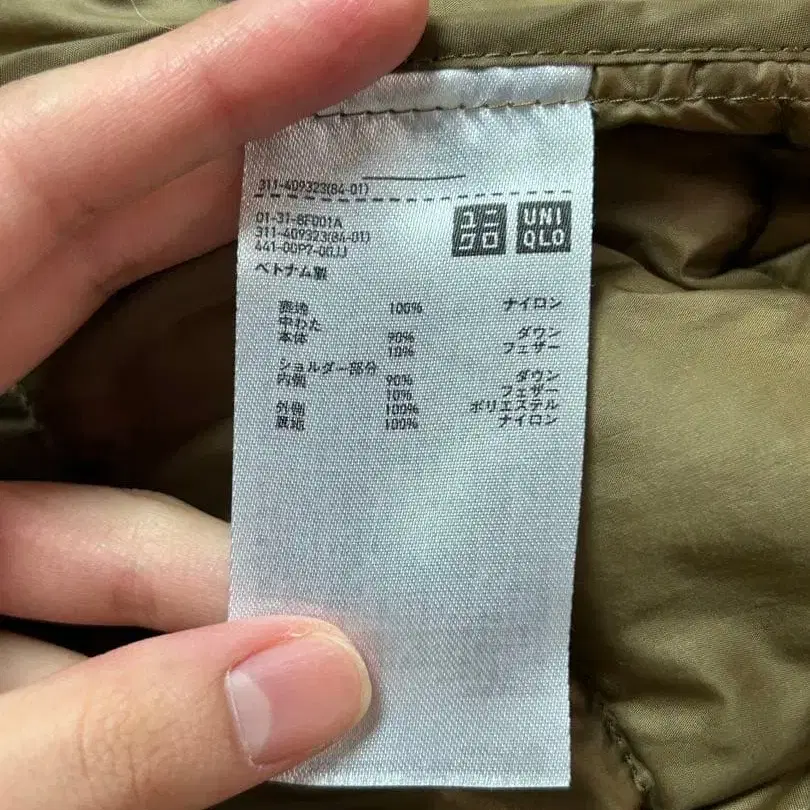 311-409323(84-01)
01-31-8F001A
311-409323(84-01)
441-00P7-00JJ
ユニ
クロ
UNI
QLO
ベトナム製
表地 100% ナイロン
中わた
本体 90% ダウン
10% フェザー
ショルダー部分
内側 90% ダウン
10% フェザー
外側 100% ポリエステル
裏地 100% ナイロン